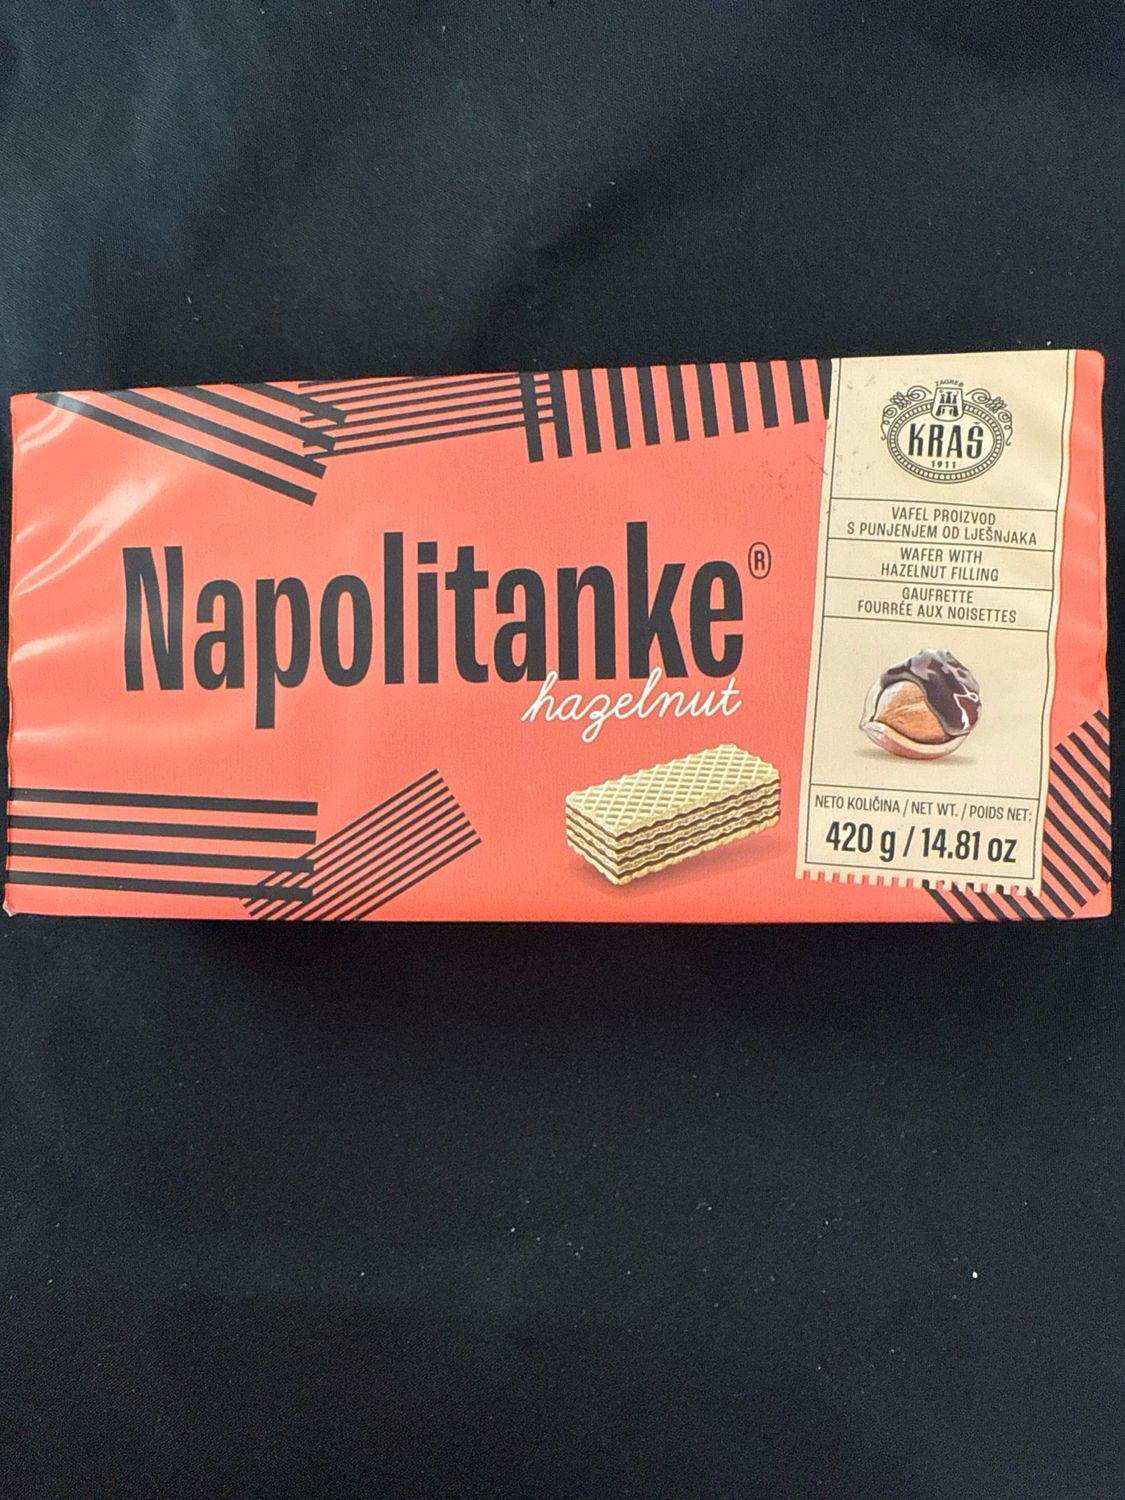 Napolitanke®
hazelnut
ZAGREB
KRAŠ
1911
VAFEL PROIZVOD
S PUNJENJEM OD LJEŠNJAKA
WAFER WITH
HAZELNUT FILLING
GAUFRETTE
FOURRÉE AUX NOISETTES
NETO KOLIČINA / NET WT. / POIDS NET:
420 g / 14.81 oz